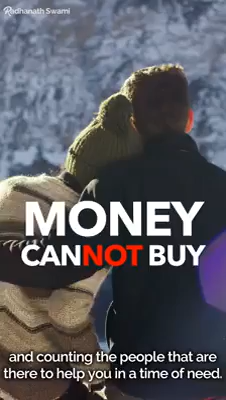 Radhanath Swami
MONEY
CANNOT BUY
and counting the people that are
there to help you in a time of need.